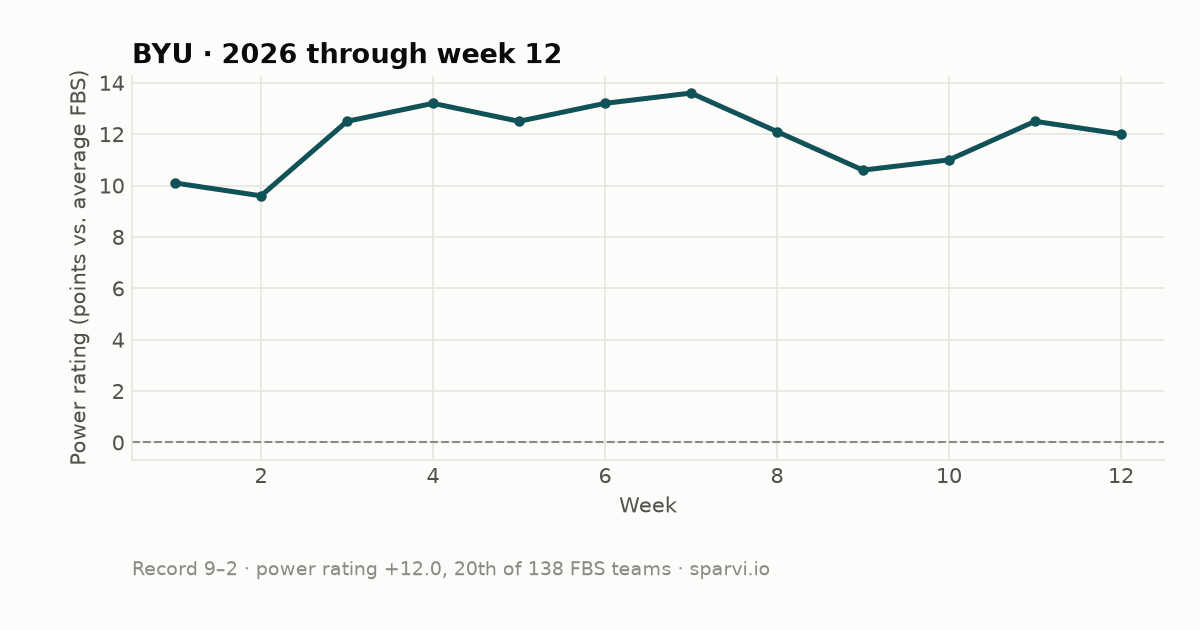 BYU · 2026 through week 12
Power rating (points vs. average FBS)
14
12
10
8
6
4
2
0
2 4 6 8 10 12
Week
Record 9–2 · power rating +12.0, 20th of 138 FBS teams · sparvi.io